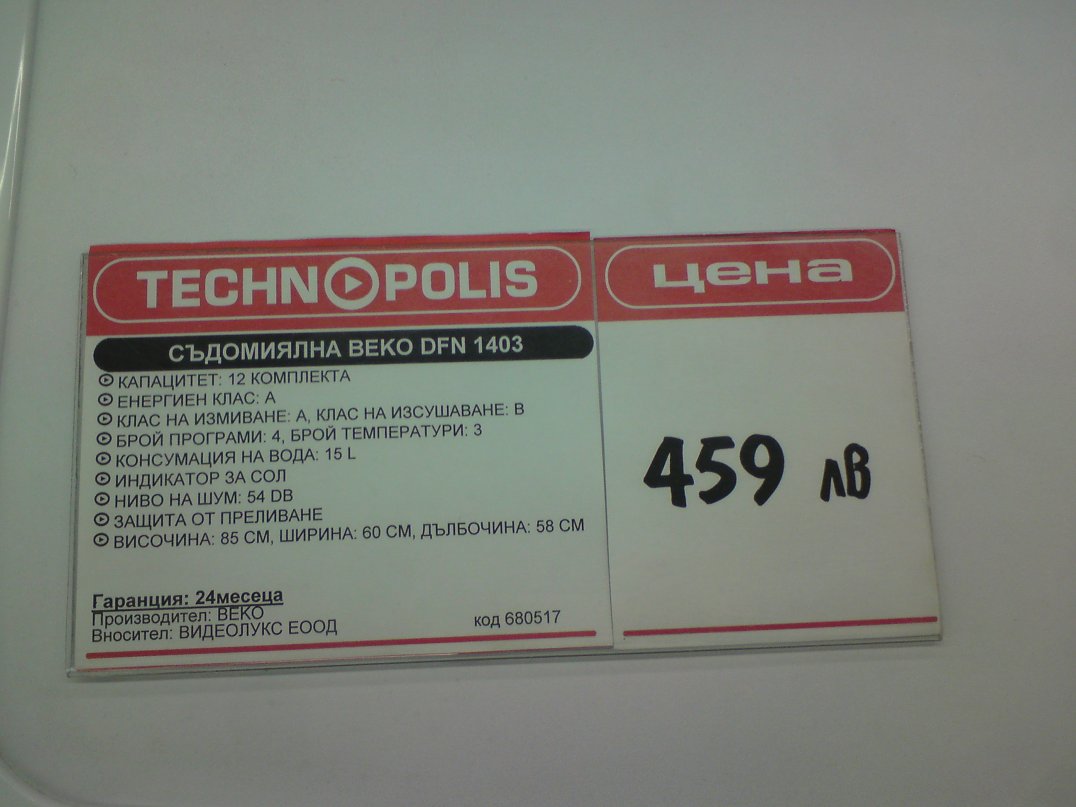 TECHNOPOLIS
цена
СЪДОМИЯЛНА BEKO DFN 1403
КАПАЦИТЕТ: 12 КОМПЛЕКТА
ЕНЕРГИЕН КЛАС: А
КЛАС НА ИЗМИВАНЕ: А, КЛАС НА ИЗСУШАВАНЕ: В
БРОЙ ПРОГРАМИ: 4, БРОЙ ТЕМПЕРАТУРИ: 3
КОНСУМАЦИЯ НА ВОДА: 15 L
ИНДИКАТОР ЗА СОЛ
НИВО НА ШУМ: 54 DB
ЗАЩИТА ОТ ПРЕЛИВАНЕ
ВИСОЧИНА: 85 СМ, ШИРИНА: 60 СМ, ДЪЛБОЧИНА: 58 СМ
459 лв
Гаранция: 24месеца
Производител: BEKO
Вносител: ВИДЕОЛУКС ЕООД
код 680517